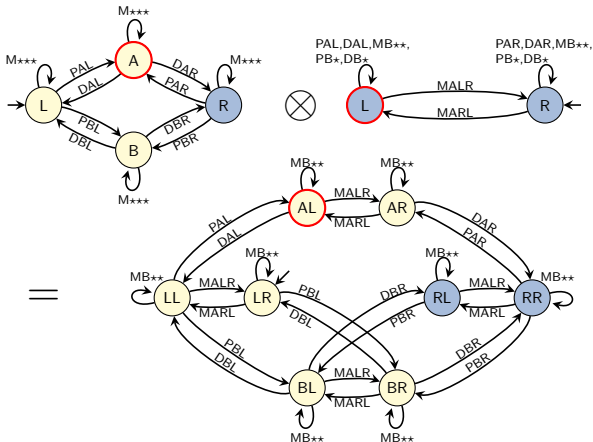 M⋆⋆⋆
A
M⋆⋆⋆
M⋆⋆⋆
PAL
DAL
DAR
PAR
L
R
PBL
DBL
DBR
PBR
B
M⋆⋆⋆
⊗
PAL,DAL,MB⋆⋆,
PB⋆,DB⋆
PAR,DAR,MB⋆⋆,
PB⋆,DB⋆
L
MALR
MARL
R
=
MB⋆⋆
MB⋆⋆
AL
MALR
MARL
AR
PAL
DAL
DAR
PAR
MB⋆⋆
MB⋆⋆
MB⋆⋆
MB⋆⋆
LL
MALR
MARL
LR
PBL
DBL
DBR
PBR
RL
MALR
MARL
RR
PBL
DBL
DBR
PBR
BL
MALR
MARL
BR
MB⋆⋆
MB⋆⋆